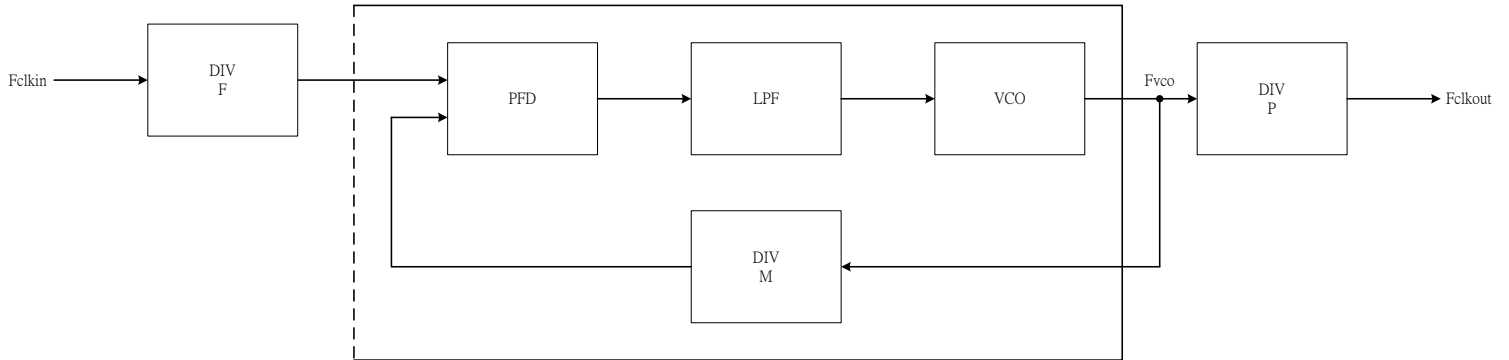 Fclkin
DIV
F
PFD
LPF
VCO
Fvco
DIV
P
Fclkout
DIV
M